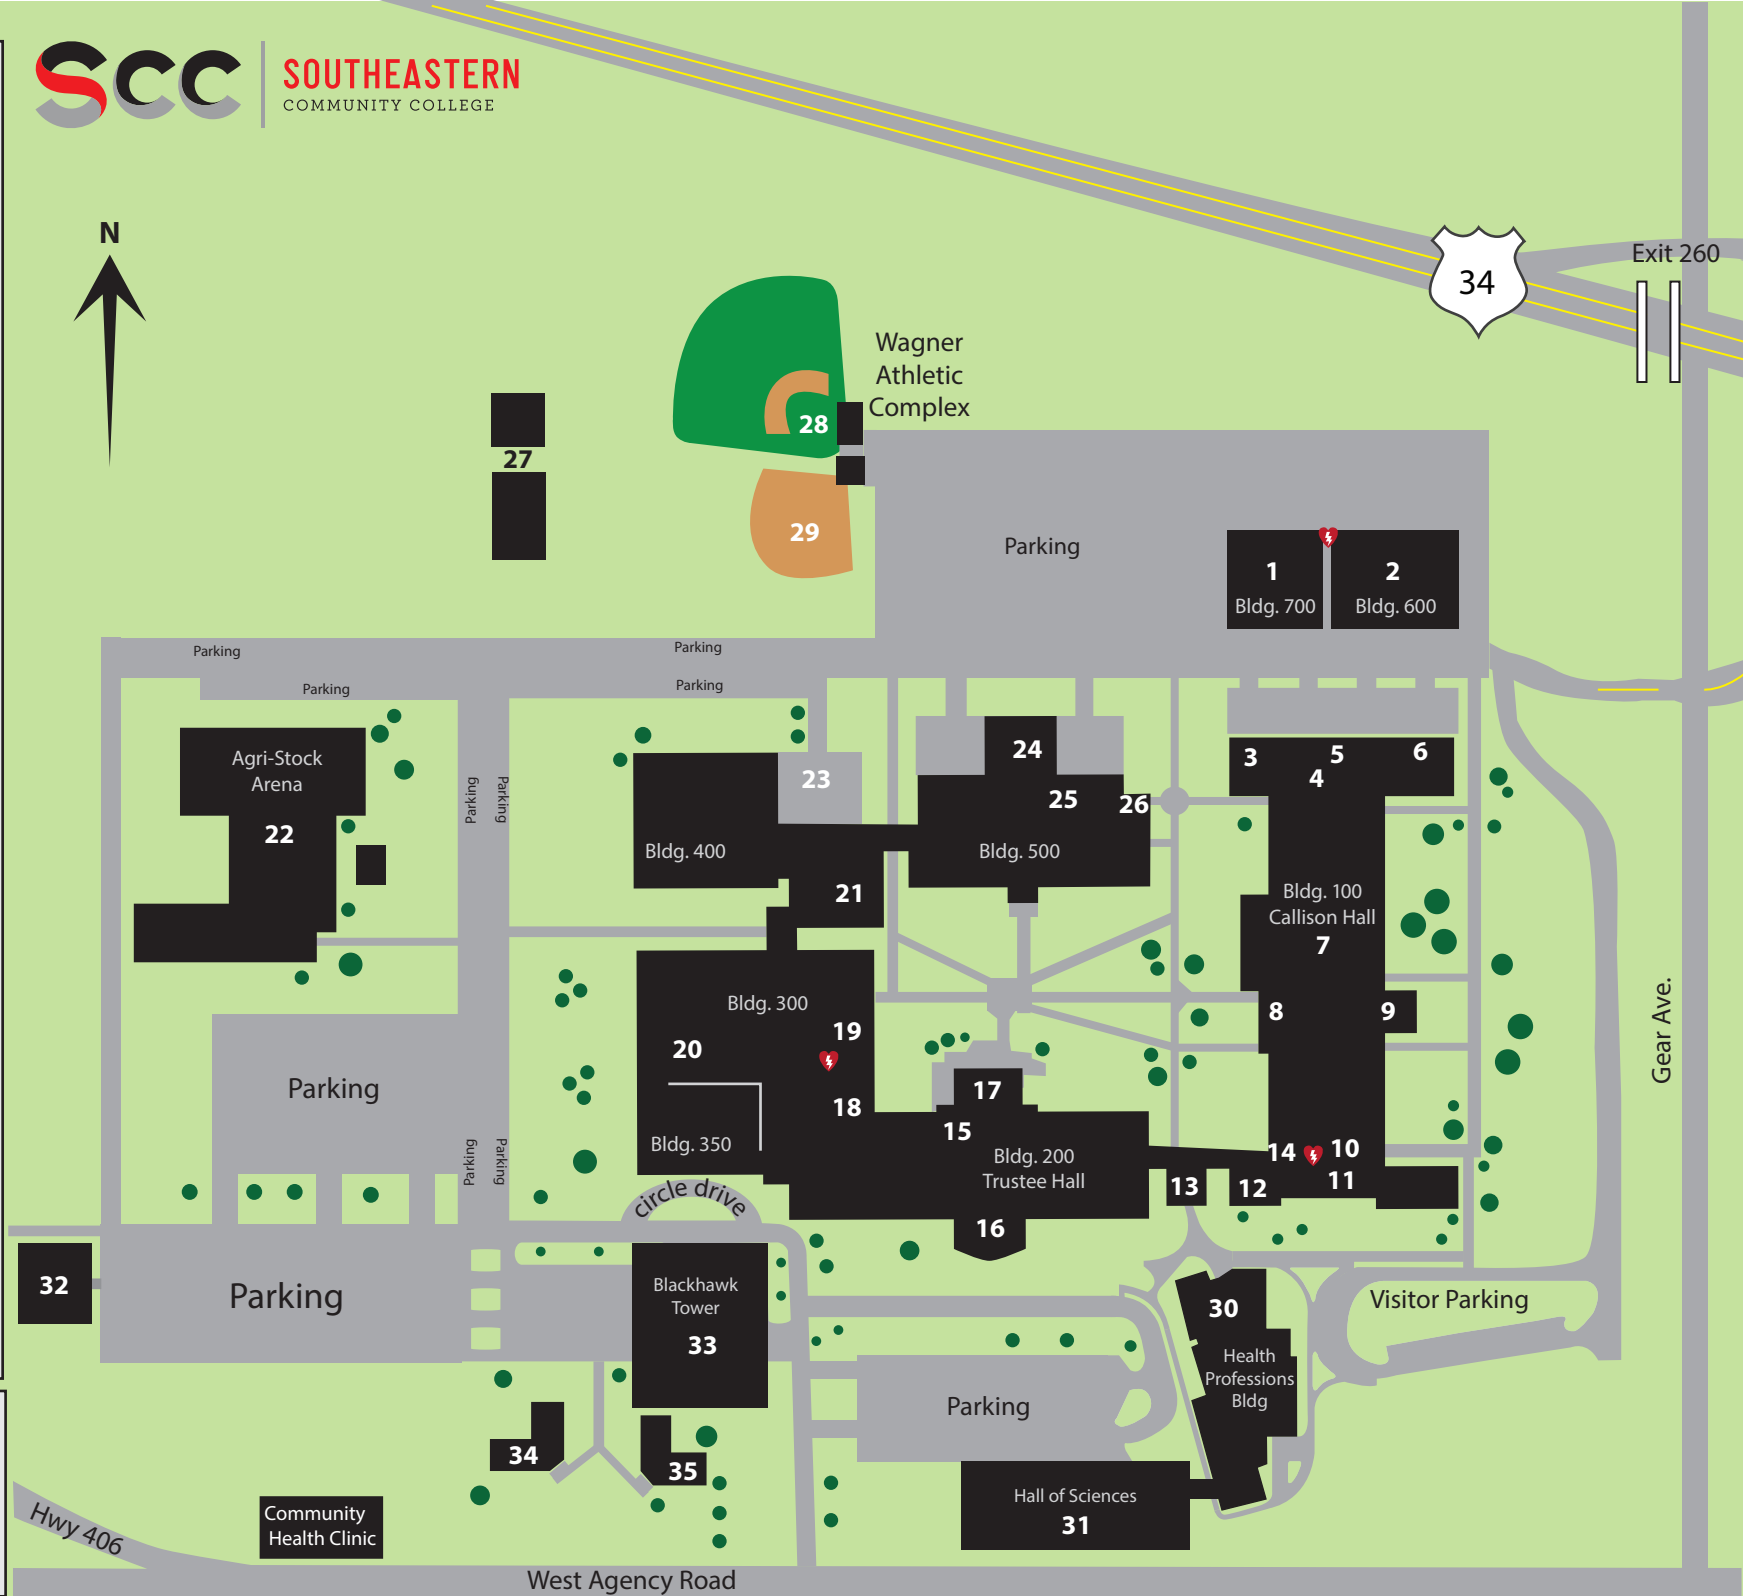 SCC
SOUTHEASTERN
COMMUNITY COLLEGE
N
34
Exit 260
Wagner
Athletic
Complex
28
27
29
Parking
1
2
Bldg. 700
Bldg. 600
Parking
Parking
Parking
Parking
Agri-Stock
Arena
22
Parking
Parking
23
24
25
26
3
5
6
4
Bldg. 400
Bldg. 500
21
Bldg. 100
Callison Hall
7
Bldg. 300
19
20
18
Bldg. 350
8
9
Gear Ave.
17
15
Bldg. 200
Trustee Hall
14
10
11
13
12
16
Parking
Parking
Parking
circle drive
32
Parking
Blackhawk
Tower
33
30
Visitor Parking
Health
Professions
Bldg
Parking
34
35
Hall of Sciences
31
Community
Health Clinic
Hwy 406
West Agency Road